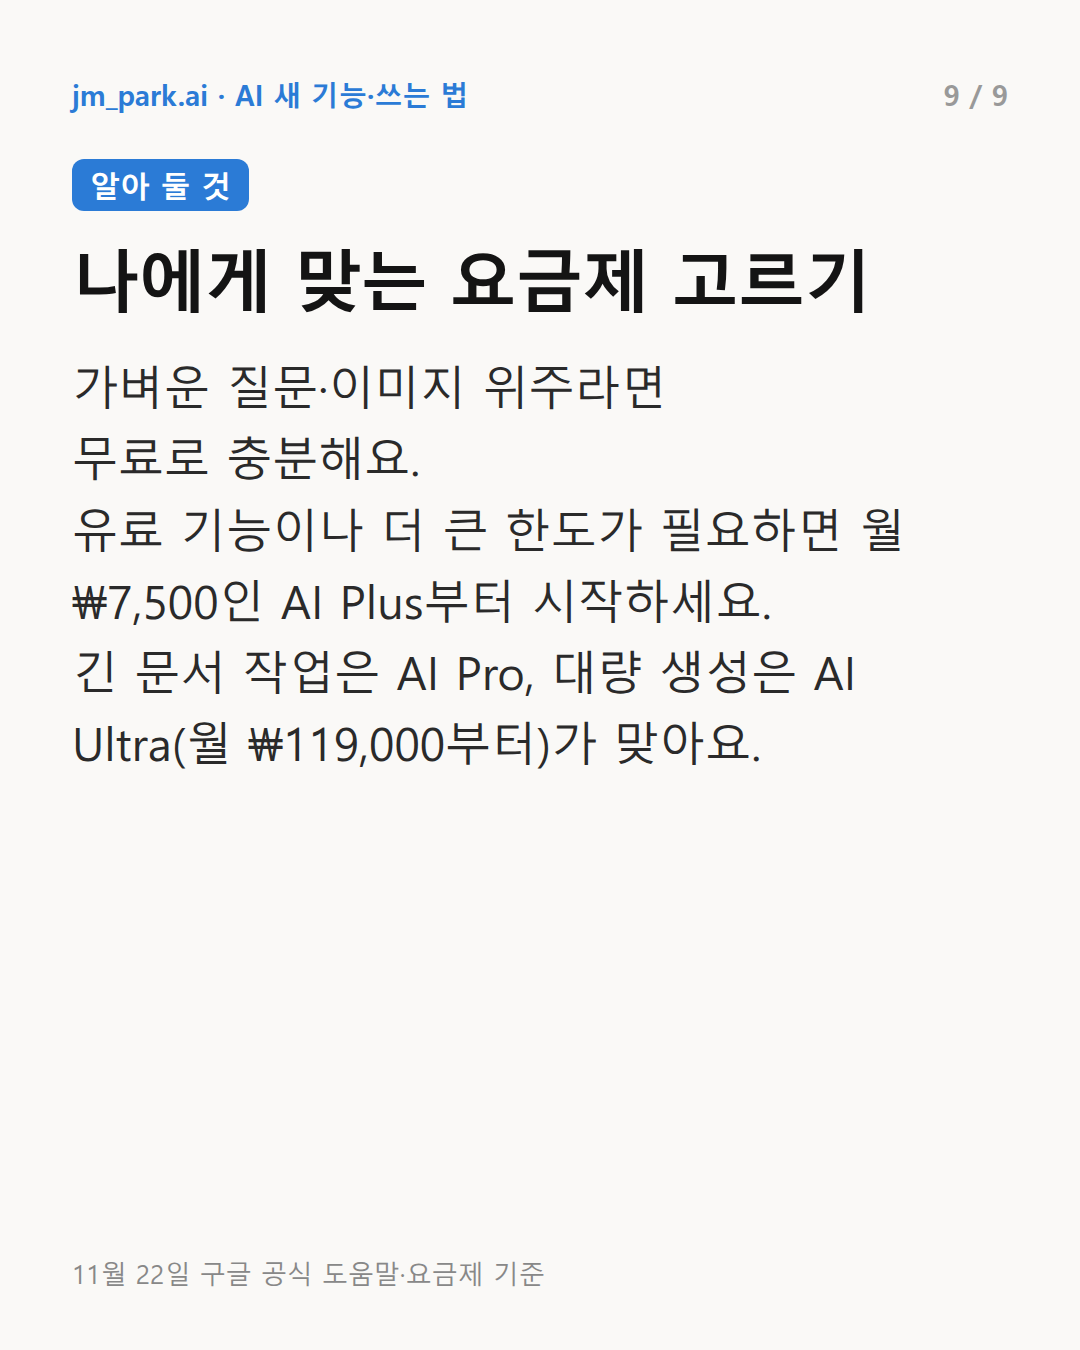 jm_park.ai · AI 새 기능·쓰는 법
9 / 9
알아 둘 것
나에게 맞는 요금제 고르기
가벼운 질문·이미지 위주라면
무료로 충분해요.
유료 기능이나 더 큰 한도가 필요하면 월
₩7,500인 AI Plus부터 시작하세요.
긴 문서 작업은 AI Pro, 대량 생성은 AI
Ultra(월 ₩119,000부터)가 맞아요.
11월 22일 구글 공식 도움말·요금제 기준